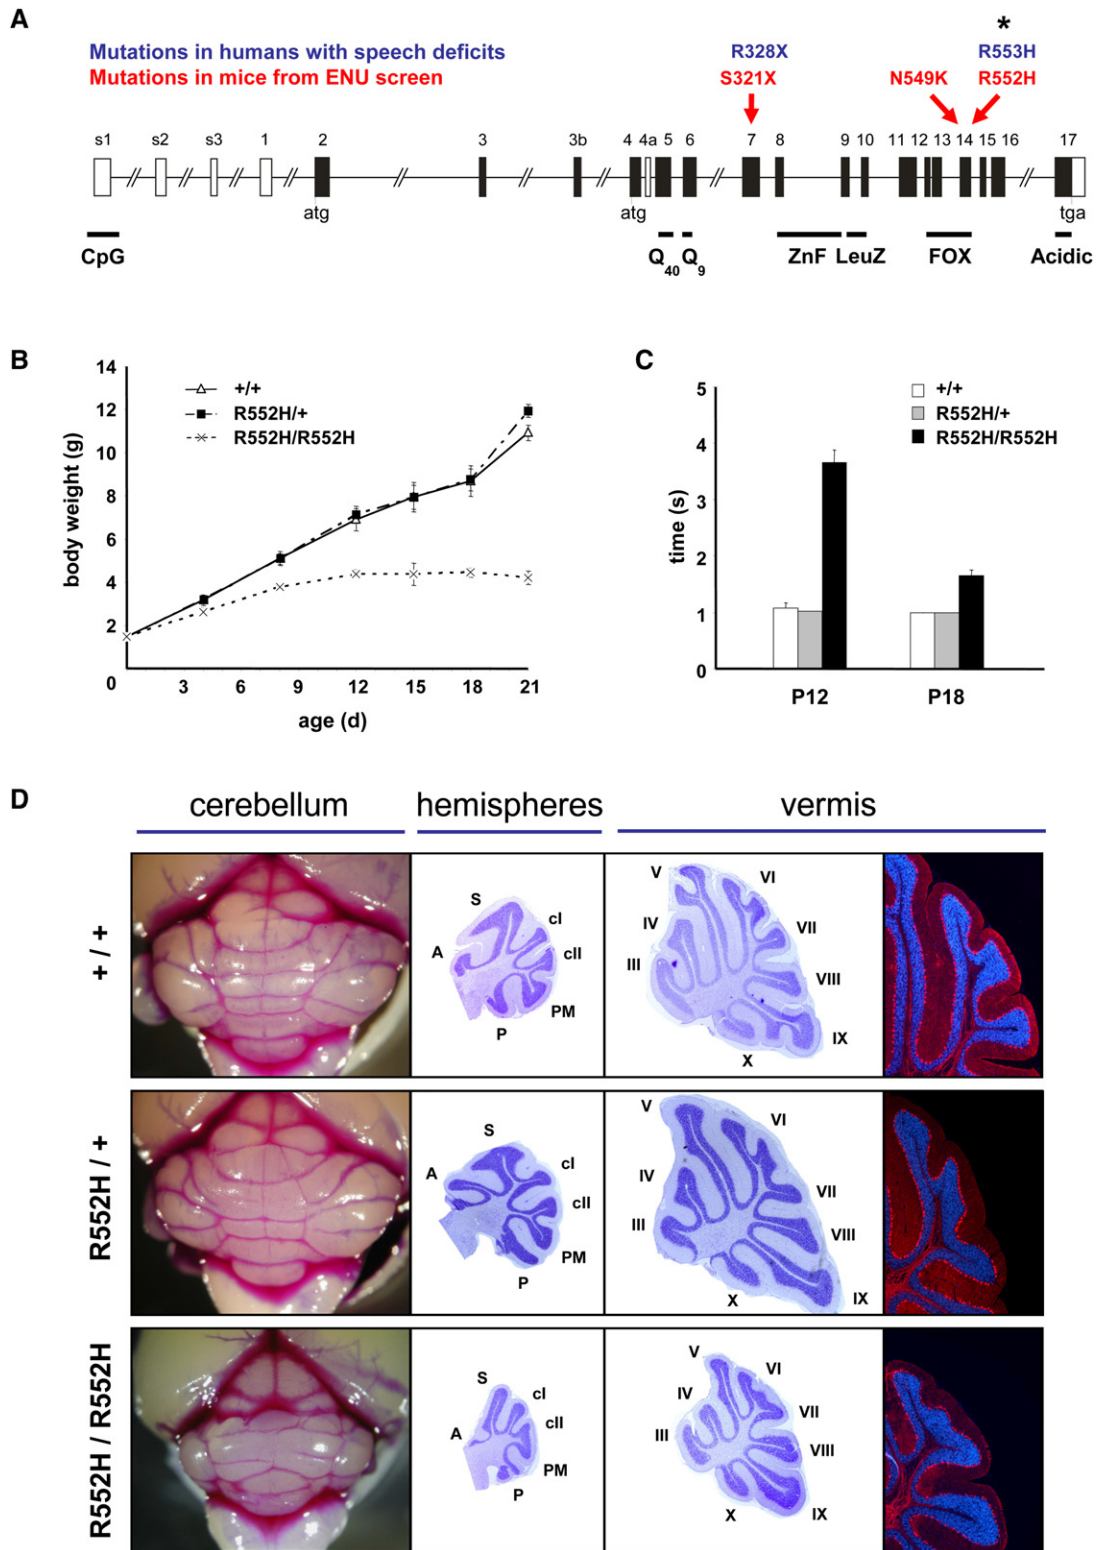 A
*
Mutations in humans with speech deficits R328X R553H
Mutations in mice from ENU screen S321X N549K R552H
s1 s2 s3 1 2 3 3b 4 4a 5 6 7 8 9 10 11 12 13 14 15 16 17
atg atg tga
CpG Q40 Q9 ZnF LeuZ FOX Acidic
B
body weight (g)
14
12
10
8
6
4
2
0 3 6 9 12 15 18 21
age (d)
+/+
R552H/+
R552H/R552H
C
time (s)
5
4
3
2
1
0
P12 P18
+/+
R552H/+
R552H/R552H
D
cerebellum hemispheres vermis
+ / +
S
cI
A cII
PM
P
V VI
IV VII
III VIII
IX
X
R552H / +
S
cI
A
cII
PM
P
V VI
IV VII
III VIII
X IX
R552H / R552H
S
cI
cII
A
PM
P
V VI
IV VII
III VIII
X IX